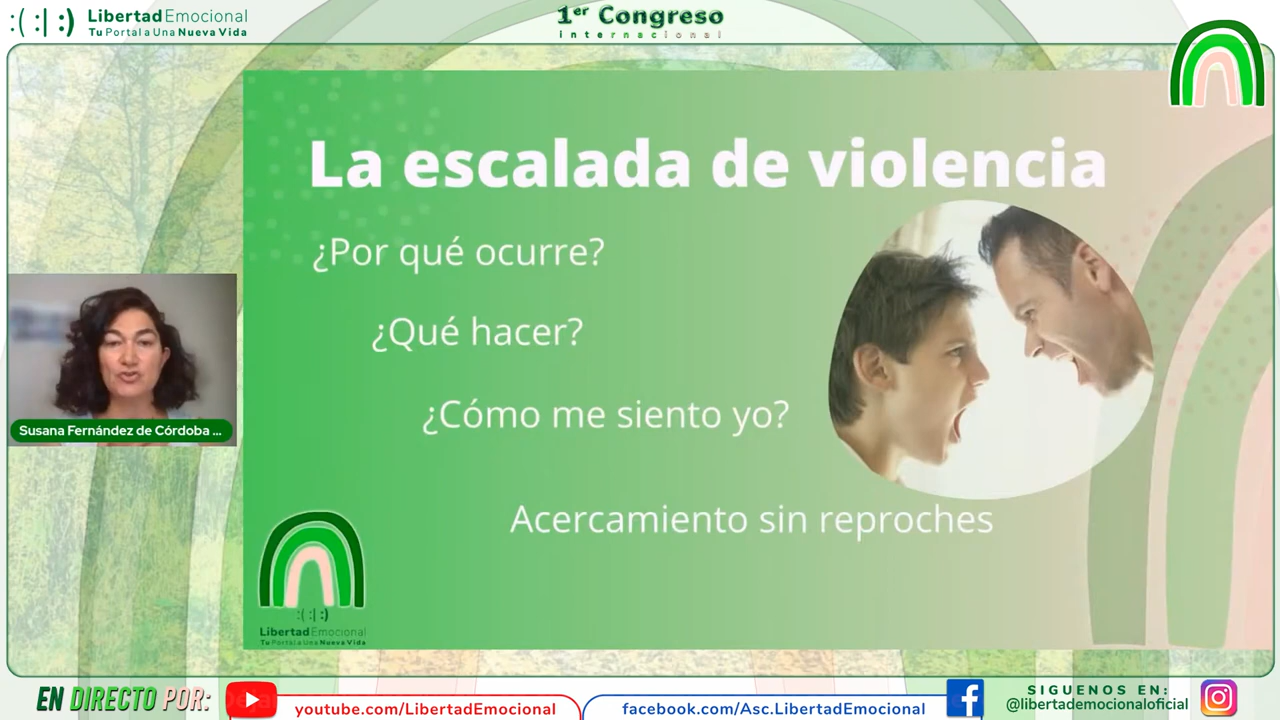 :( :| :) LibertadEmocional
Tu Portal a Una Nueva Vida
1er Congreso
internacional
La escalada de violencia
¿Por qué ocurre?
¿Qué hacer?
¿Cómo me siento yo?
Acercamiento sin reproches
Susana Fernández de Córdoba ...
:( :| :)
LibertadEmocional
Tu Portal a Una Nueva Vida
EN DIRECTO POR:
youtube.com/LibertadEmocional
facebook.com/Asc.LibertadEmocional
SIGUENOS EN:
@libertademocionaloficial